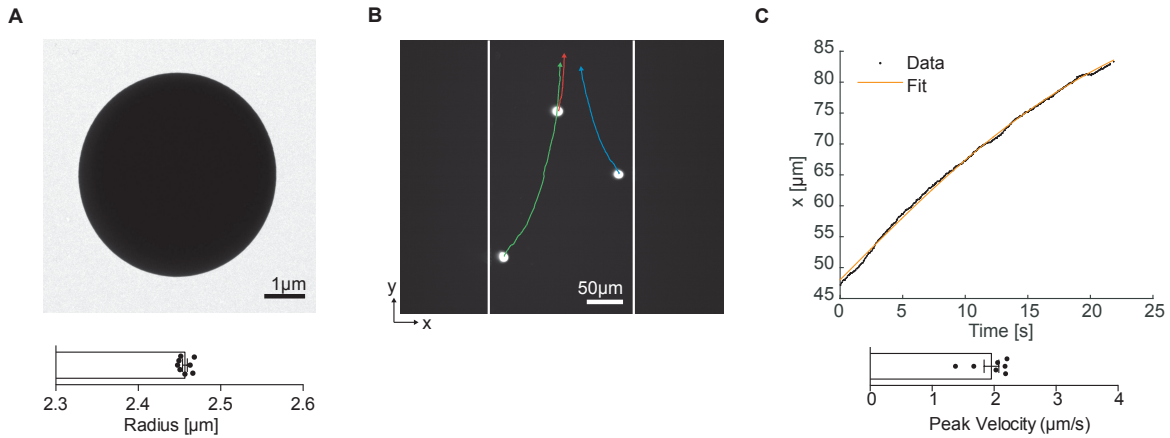 A
1µm
2.3 2.4 2.5 2.6
Radius [µm]
B
50µm
y
x
C
Data
Fit
85
80
75
70
65
60
55
50
45
x [µm]
0 5 10 15 20 25
Time [s]
0 1 2 3 4
Peak Velocity (µm/s)